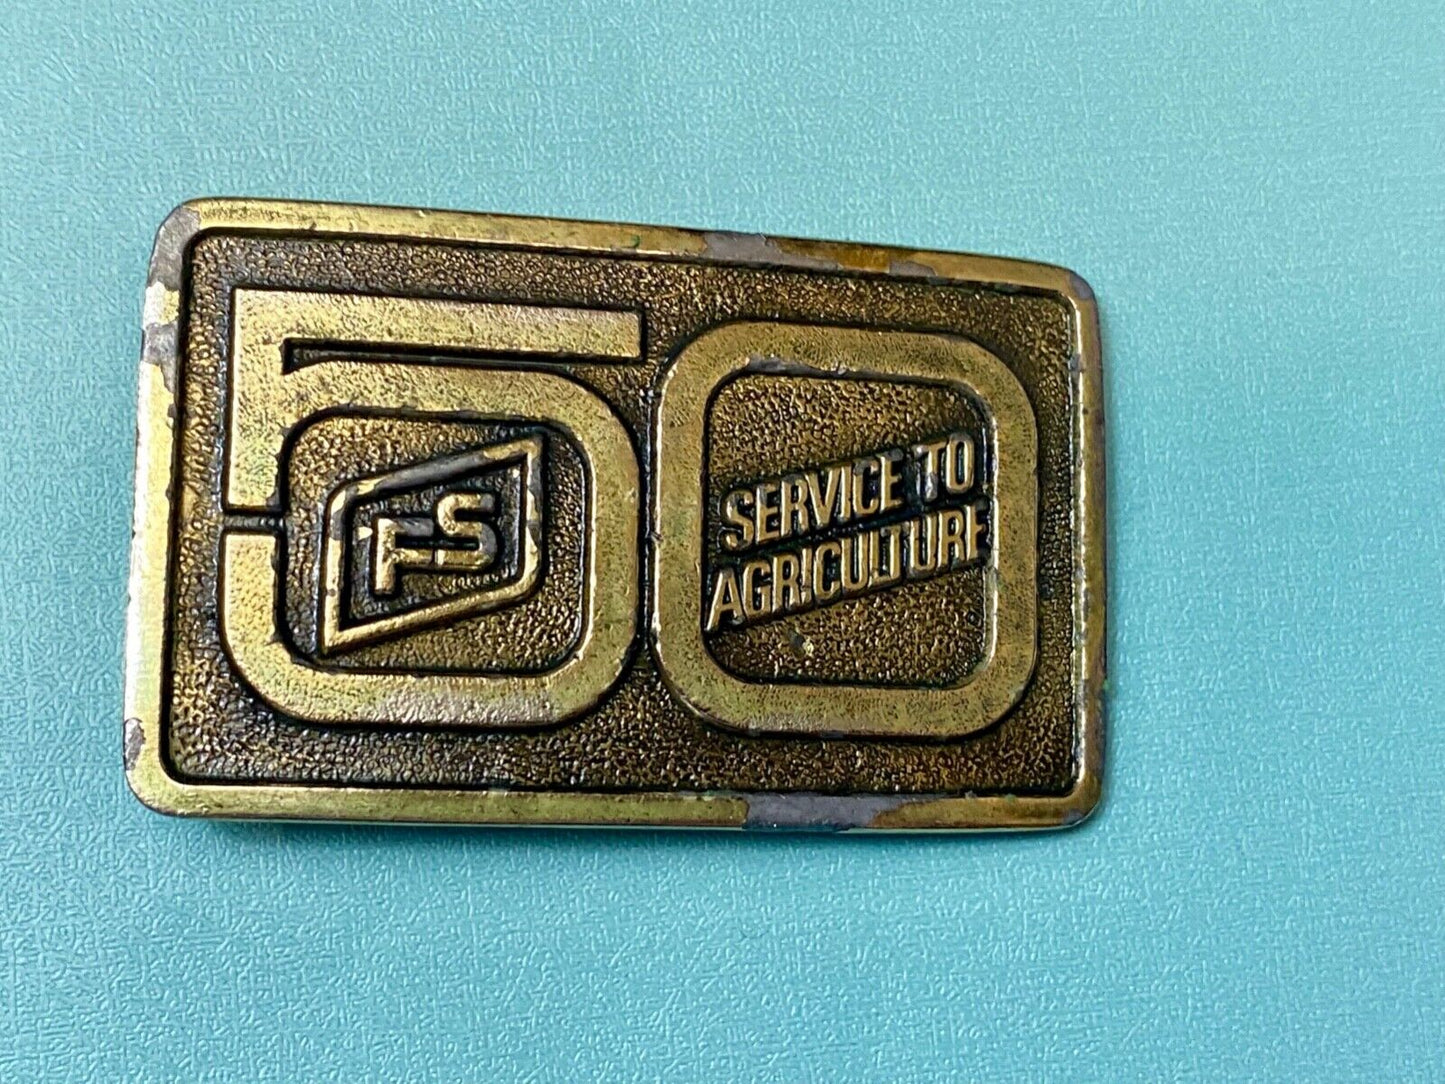 50
FS
SERVICE TO
AGRICULTURE